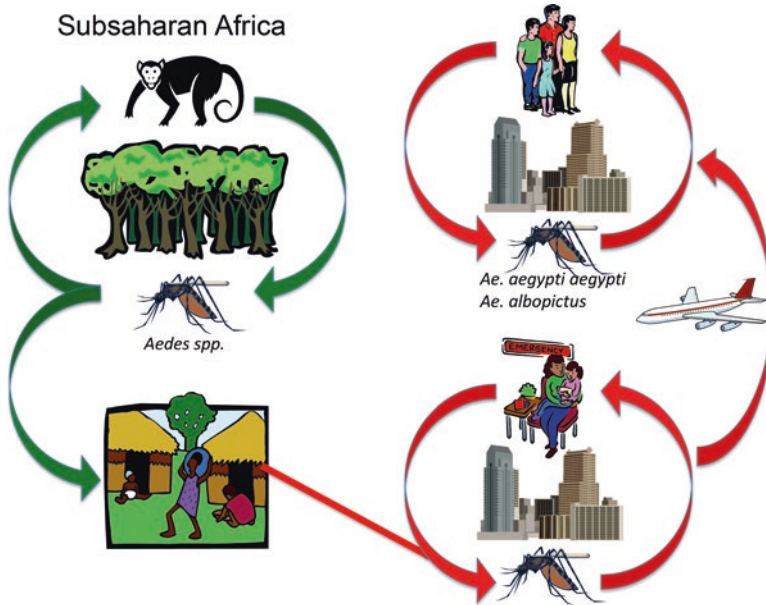 Subsaharan Africa
Aedes spp.
Ae. aegypti aegypti
Ae. albopictus
EMERGENCY